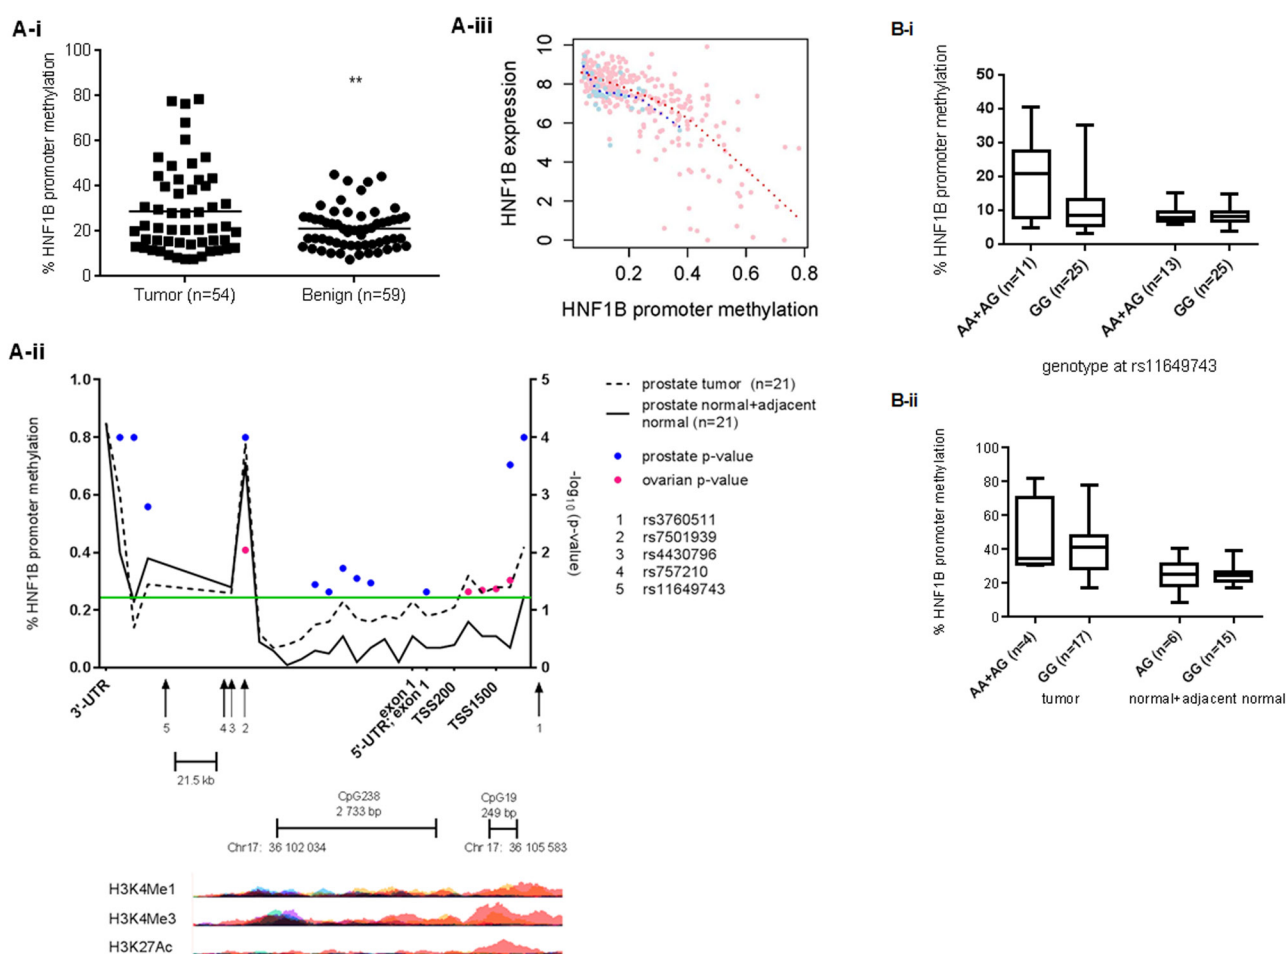 A-i
% HNF1B promoter methylation
100
80
60
40
20
0
**
Tumor (n=54)
Benign (n=59)
A-iii
HNF1B expression
10
8
6
4
2
0
0.2
0.4
0.6
0.8
HNF1B promoter methylation
B-i
% HNF1B promoter methylation
50
40
30
20
10
0
AA+AG (n=11)
GG (n=25)
AA+AG (n=13)
GG (n=25)
genotype at rs11649743
A-ii
% HNF1B promoter methylation
1.0
0.8
0.6
0.4
0.2
0.0
5
4
3
2
1
0
-log10 (p-value)
3'-UTR
exon 1
5'-UTR; exon 1
TSS200
TSS1500
5
4
3
2
1
21.5 kb
prostate tumor (n=21)
prostate normal+adjacent
normal (n=21)
prostate p-value
ovarian p-value
1 rs3760511
2 rs7501939
3 rs4430796
4 rs757210
5 rs11649743
CpG238
2 733 bp
CpG19
249 bp
Chr17: 36 102 034
Chr 17: 36 105 583
H3K4Me1
H3K4Me3
H3K27Ac
B-ii
% HNF1B promoter methylation
100
80
60
40
20
0
AA+AG (n=4)
GG (n=17)
AG (n=6)
GG (n=15)
tumor
normal+adjacent normal